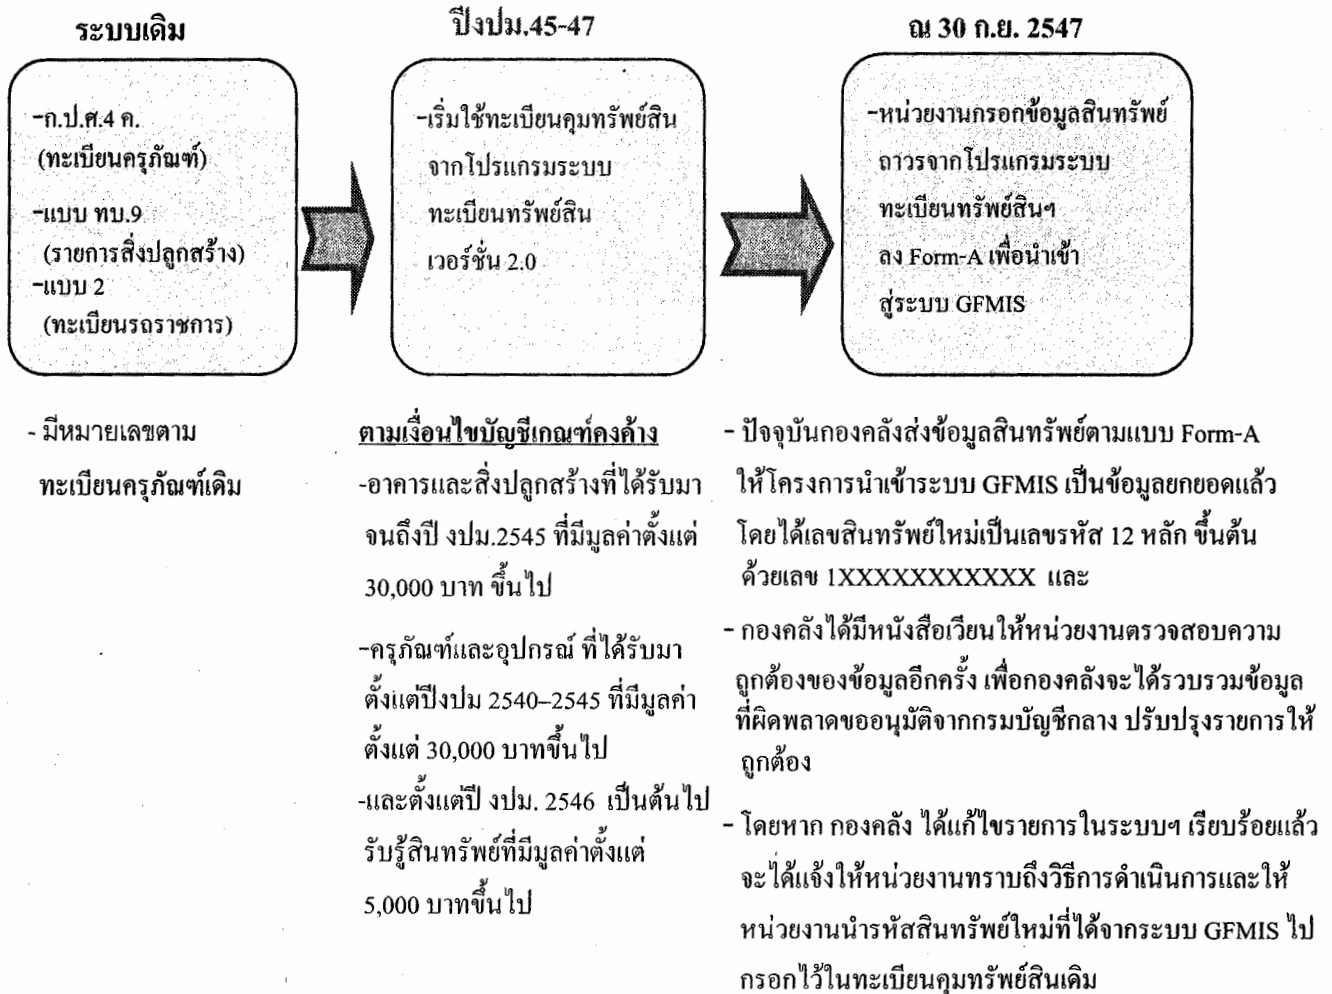 ระบบเดิม
-ก.ป.ศ.4 ค.
(ทะเบียนครุภัณฑ์)
-แบบ ทบ.9
(รายการสิ่งปลูกสร้าง)
-แบบ 2
(ทะเบียนรถราชการ)
- มีหมายเลขตาม
ทะเบียนครุภัณฑ์เดิม
ปีงปม.45-47
-เริ่มใช้ทะเบียนคุมทรัพย์สิน
จากโปรแกรมระบบ
ทะเบียนทรัพย์สิน
เวอร์ชั่น 2.0
ตามเงื่อนไขบัญชีเกณฑ์คงค้าง
-อาคารและสิ่งปลูกสร้างที่ได้รับมา
จนถึงปี งปม.2545 ที่มีมูลค่าตั้งแต่
30,000 บาท ขึ้นไป
-ครุภัณฑ์และอุปกรณ์ ที่ได้รับมา
ตั้งแต่ปีงปม 2540–2545 ที่มีมูลค่า
ตั้งแต่ 30,000 บาทขึ้นไป
-และตั้งแต่ปี งปม. 2546 เป็นต้นไป
รับรู้สินทรัพย์ที่มีมูลค่าตั้งแต่
5,000 บาทขึ้นไป
ณ 30 ก.ย. 2547
-หน่วยงานกรอกข้อมูลสินทรัพย์
ถาวรจากโปรแกรมระบบ
ทะเบียนทรัพย์สินฯ
ลง Form-A เพื่อนำเข้า
สู่ระบบ GFMIS
- ปัจจุบันกองคลังส่งข้อมูลสินทรัพย์ตามแบบ Form-A
ให้โครงการนำเข้าระบบ GFMIS เป็นข้อมูลยกยอดแล้ว
โดยได้เลขสินทรัพย์ใหม่เป็นเลขรหัส 12 หลัก ขึ้นต้น
ด้วยเลข 1XXXXXXXXXXX และ
- กองคลังได้มีหนังสือเวียนให้หน่วยงานตรวจสอบความ
ถูกต้องของข้อมูลอีกครั้ง เพื่อกองคลังจะได้รวบรวมข้อมูล
ที่ผิดพลาดขออนุมัติจากกรมบัญชีกลาง ปรับปรุงรายการให้
ถูกต้อง
- โดยหาก กองคลัง ได้แก้ไขรายการในระบบฯ เรียบร้อยแล้ว
จะได้แจ้งให้หน่วยงานทราบถึงวิธีการดำเนินการและให้
หน่วยงานนำรหัสสินทรัพย์ใหม่ที่ได้จากระบบ GFMIS ไป
กรอกไว้ในทะเบียนคุมทรัพย์สินเดิม